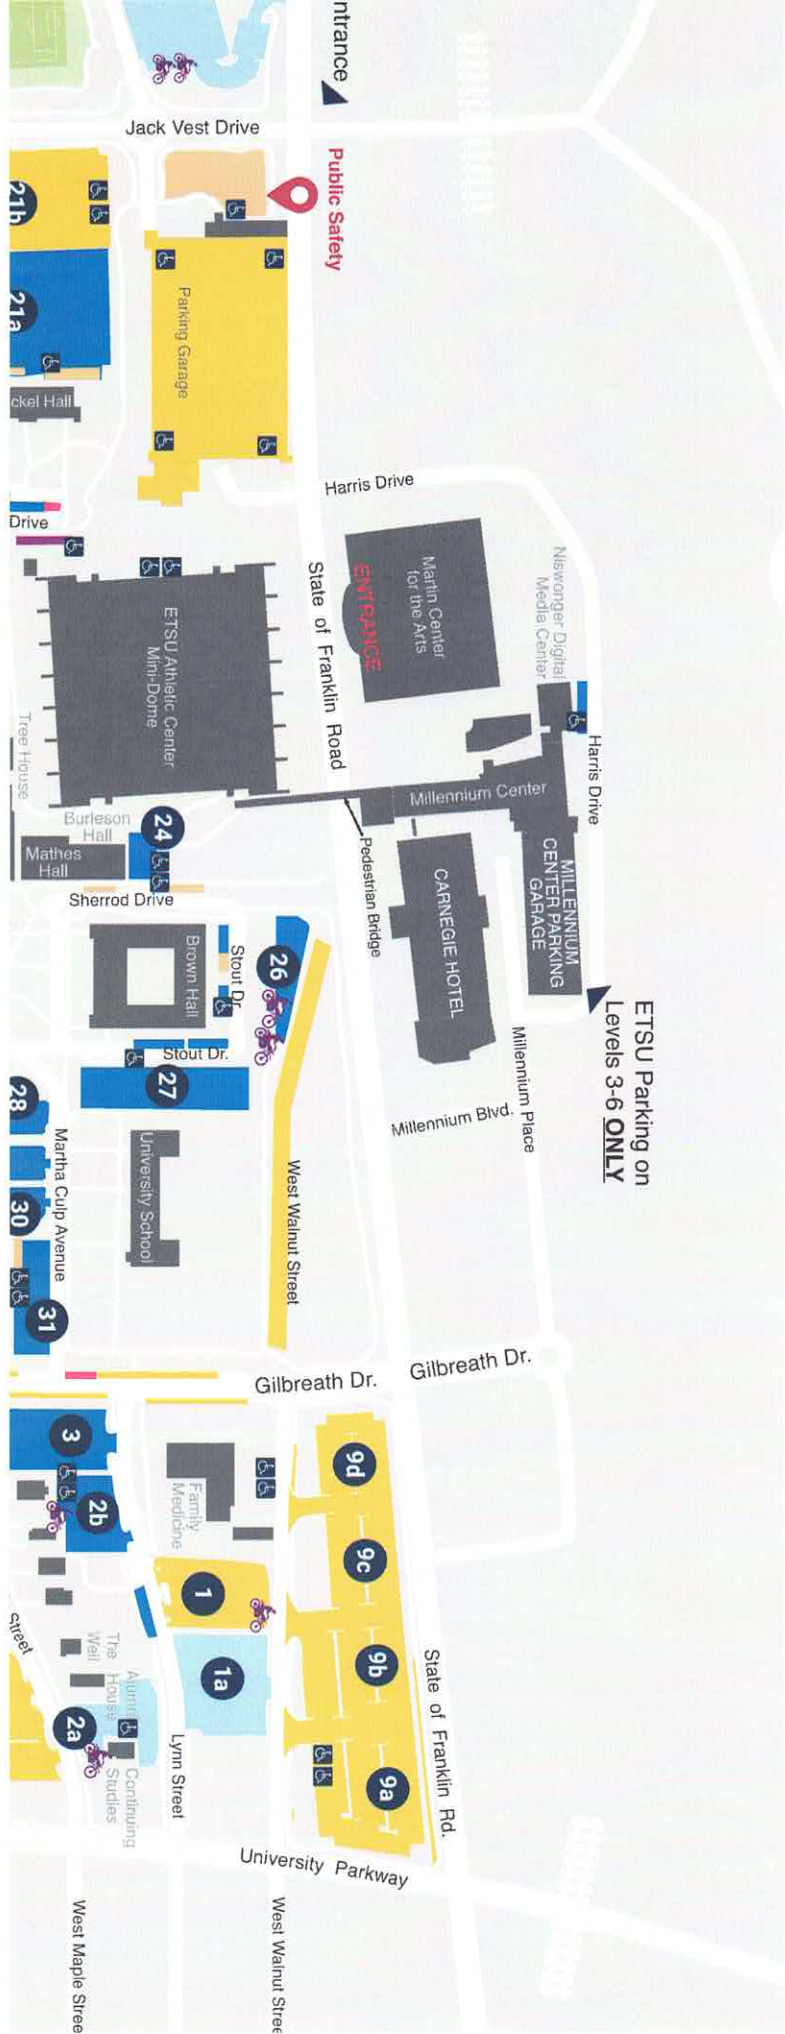 ntrance
Jack Vest Drive
Public Safety
21b
21a
Parking Garage
ckel Hall
Harris Drive
Drive
Niswonger Digital
Media Center
Martin Center
for the Arts
ENTRANCE
State of Franklin Road
ETSU Athletic Center
Mini-Dome
Tree House
Harris Drive
Millennium Center
Burleson
Hall
24
Mathes
Hall
Pedestrian Bridge
MILLENNIUM
CENTER PARKING
GARAGE
CARNEGIE HOTEL
Sherrod Drive
Brown Hall
Stout Dr.
26
ETSU Parking on
Levels 3-6 ONLY
Stout Dr.
27
Millennium Place
Millennium Blvd.
28
University School
Martha Culp Avenue
West Walnut Street
30
31
Gilbreath Dr.
Gilbreath Dr.
3
9d
2b
Family
Medicine
9c
1
9b
1a
Street
The
Well
Alumni
House
2a
Continuing
Studies
Lynn Street
9a
State of Franklin Rd.
University Parkway
West Maple Stree
West Walnut Stree